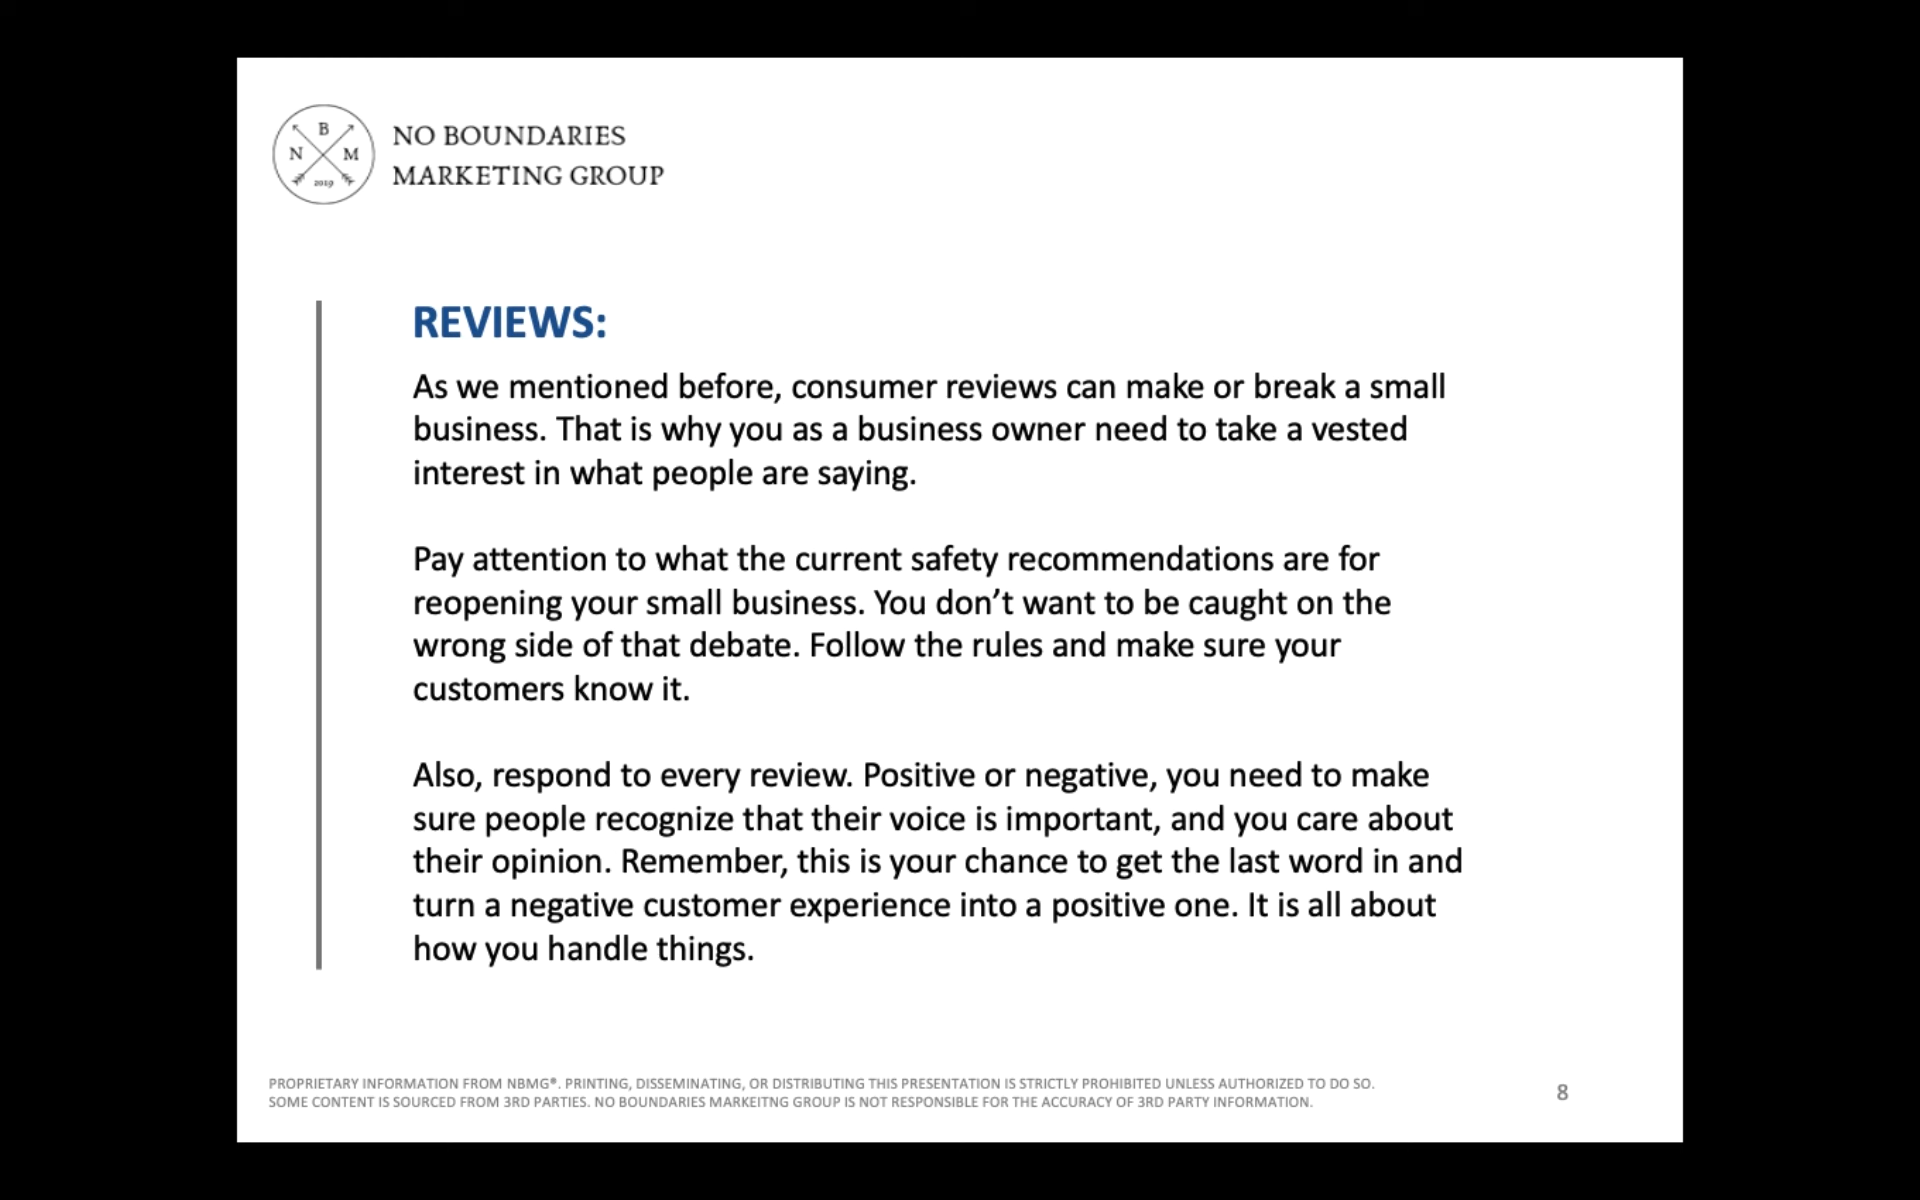 B
N M
2019
NO BOUNDARIES
MARKETING GROUP
REVIEWS:
As we mentioned before, consumer reviews can make or break a small
business. That is why you as a business owner need to take a vested
interest in what people are saying.
Pay attention to what the current safety recommendations are for
reopening your small business. You don’t want to be caught on the
wrong side of that debate. Follow the rules and make sure your
customers know it.
Also, respond to every review. Positive or negative, you need to make
sure people recognize that their voice is important, and you care about
their opinion. Remember, this is your chance to get the last word in and
turn a negative customer experience into a positive one. It is all about
how you handle things.
PROPRIETARY INFORMATION FROM NBMG®. PRINTING, DISSEMINATING, OR DISTRIBUTING THIS PRESENTATION IS STRICTLY PROHIBITED UNLESS AUTHORIZED TO DO SO.
SOME CONTENT IS SOURCED FROM 3RD PARTIES. NO BOUNDARIES MARKEITNG GROUP IS NOT RESPONSIBLE FOR THE ACCURACY OF 3RD PARTY INFORMATION.
8